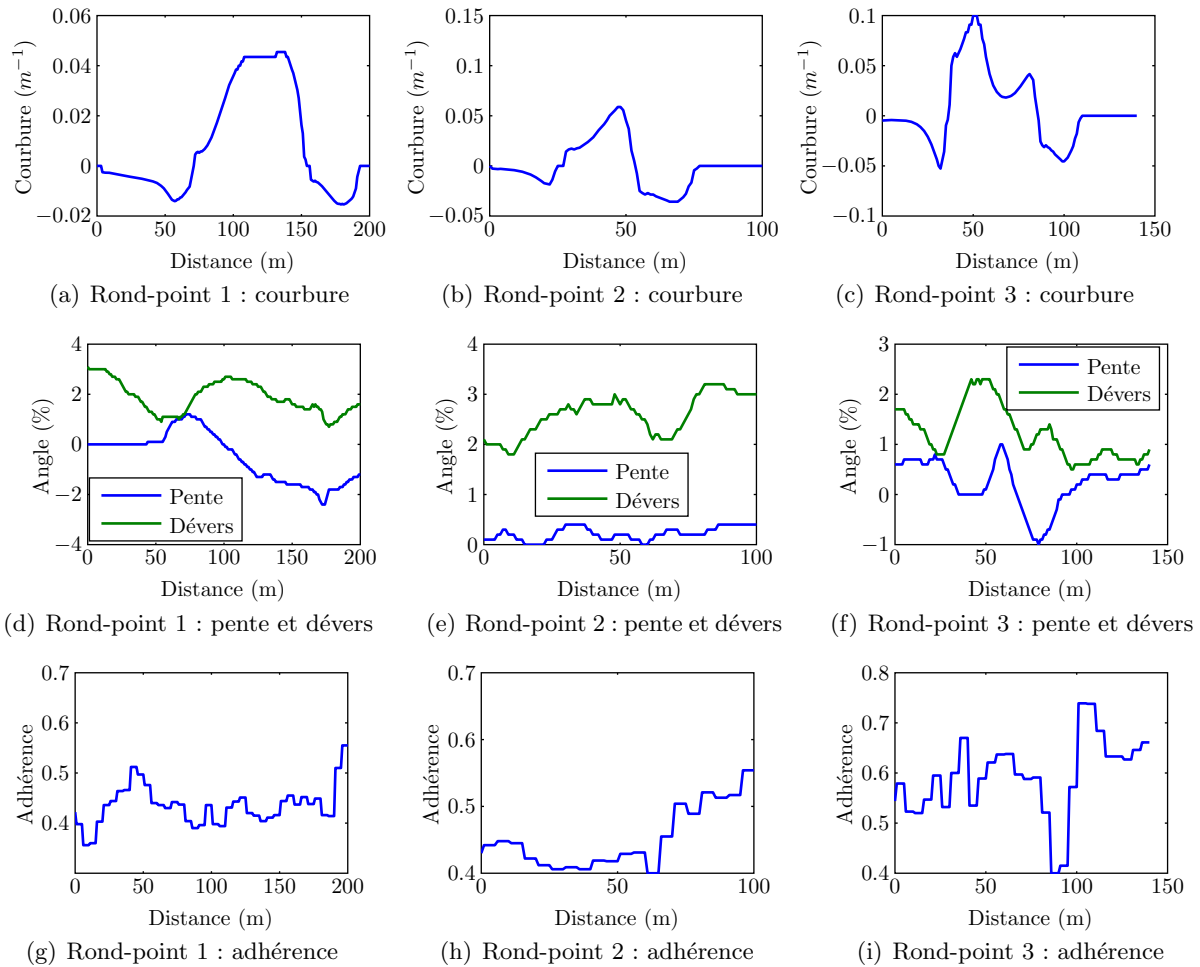 0.06
0.04
0.02
0
−0.02
Courbure (m⁻¹)
0 50 100 150 200
Distance (m)
(a) Rond-point 1 : courbure
0.15
0.1
0.05
0
−0.05
Courbure (m⁻¹)
0 50 100
Distance (m)
(b) Rond-point 2 : courbure
0.1
0.05
0
−0.05
−0.1
Courbure (m⁻¹)
0 50 100 150
Distance (m)
(c) Rond-point 3 : courbure
4
2
0
−2
−4
Angle (%)
Pente
Dévers
0 50 100 150 200
Distance (m)
(d) Rond-point 1 : pente et dévers
4
3
2
1
0
Angle (%)
Pente
Dévers
0 50 100
Distance (m)
(e) Rond-point 2 : pente et dévers
3
2
1
0
−1
Angle (%)
Pente
Dévers
0 50 100 150
Distance (m)
(f) Rond-point 3 : pente et dévers
0.7
0.6
0.5
0.4
Adhérence
0 50 100 150 200
Distance (m)
(g) Rond-point 1 : adhérence
0.7
0.6
0.5
0.4
Adhérence
0 50 100
Distance (m)
(h) Rond-point 2 : adhérence
0.8
0.7
0.6
0.5
0.4
Adhérence
0 50 100 150
Distance (m)
(i) Rond-point 3 : adhérence